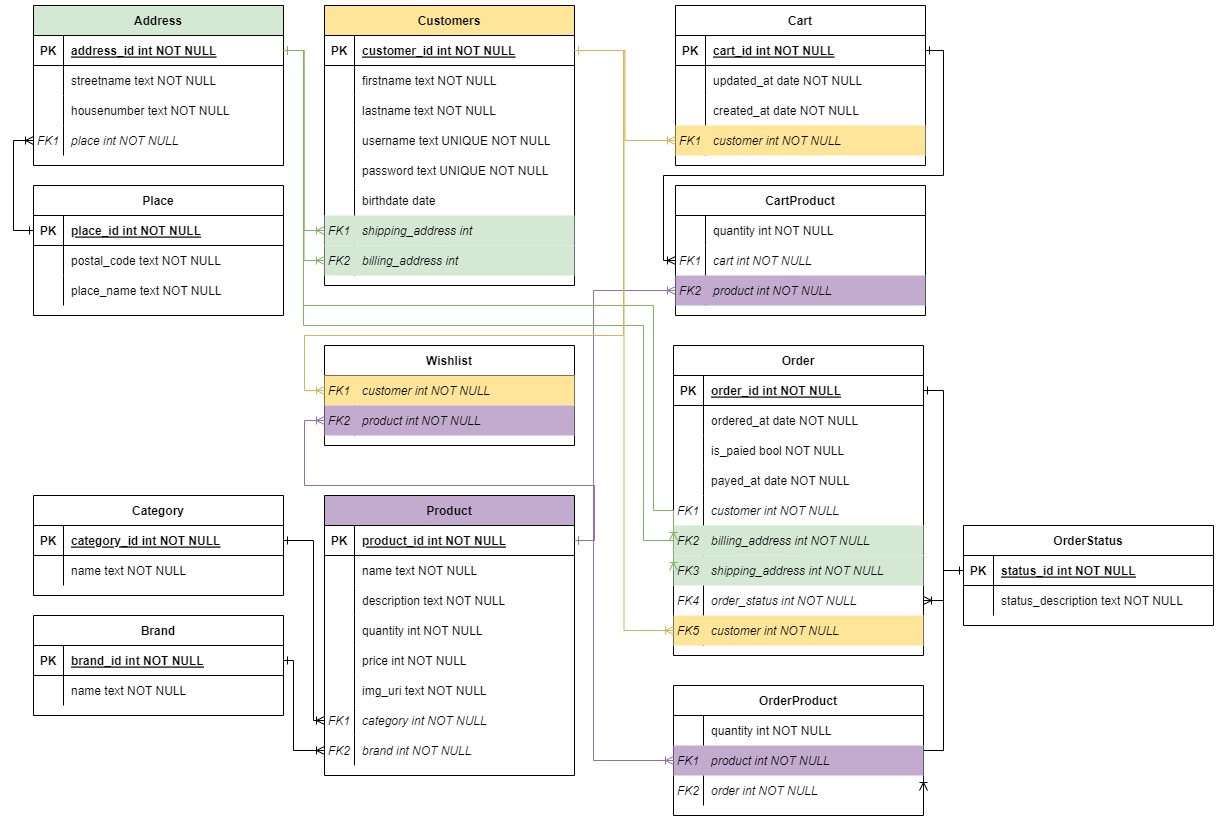 Address
PK address_id int NOT NULL
streetname text NOT NULL
housenumber text NOT NULL
FK1 place int NOT NULL
Place
PK place_id int NOT NULL
postal_code text NOT NULL
place_name text NOT NULL
Customers
PK customer_id int NOT NULL
firstname text NOT NULL
lastname text NOT NULL
username text UNIQUE NOT NULL
password text UNIQUE NOT NULL
birthdate date
FK1 shipping_address int
FK2 billing_address int
Cart
PK cart_id int NOT NULL
updated_at date NOT NULL
created_at date NOT NULL
FK1 customer int NOT NULL
CartProduct
quantity int NOT NULL
FK1 cart int NOT NULL
FK2 product int NOT NULL
Wishlist
FK1 customer int NOT NULL
FK2 product int NOT NULL
Order
PK order_id int NOT NULL
ordered_at date NOT NULL
is_paied bool NOT NULL
payed_at date NOT NULL
FK1 customer int NOT NULL
FK2 billing_address int NOT NULL
FK3 shipping_address int NOT NULL
FK4 order_status int NOT NULL
FK5 customer int NOT NULL
OrderStatus
PK status_id int NOT NULL
status_description text NOT NULL
Category
PK category_id int NOT NULL
name text NOT NULL
Brand
PK brand_id int NOT NULL
name text NOT NULL
Product
PK product_id int NOT NULL
name text NOT NULL
description text NOT NULL
quantity int NOT NULL
price int NOT NULL
img_uri text NOT NULL
FK1 category int NOT NULL
FK2 brand int NOT NULL
OrderProduct
quantity int NOT NULL
FK1 product int NOT NULL
FK2 order int NOT NULL